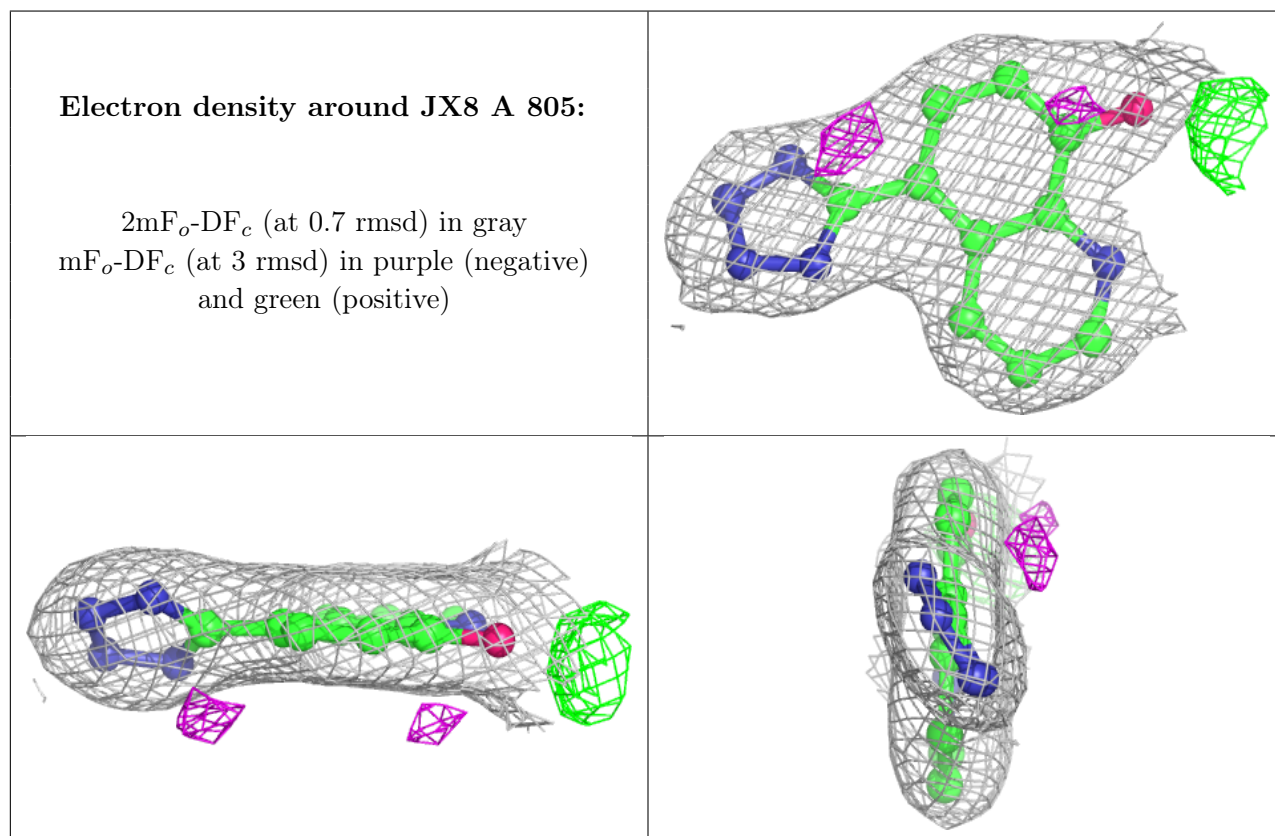 Electron density around JX8 A 805:
2mFₒ-DF𝒸 (at 0.7 rmsd) in gray
mFₒ-DF𝒸 (at 3 rmsd) in purple (negative)
and green (positive)